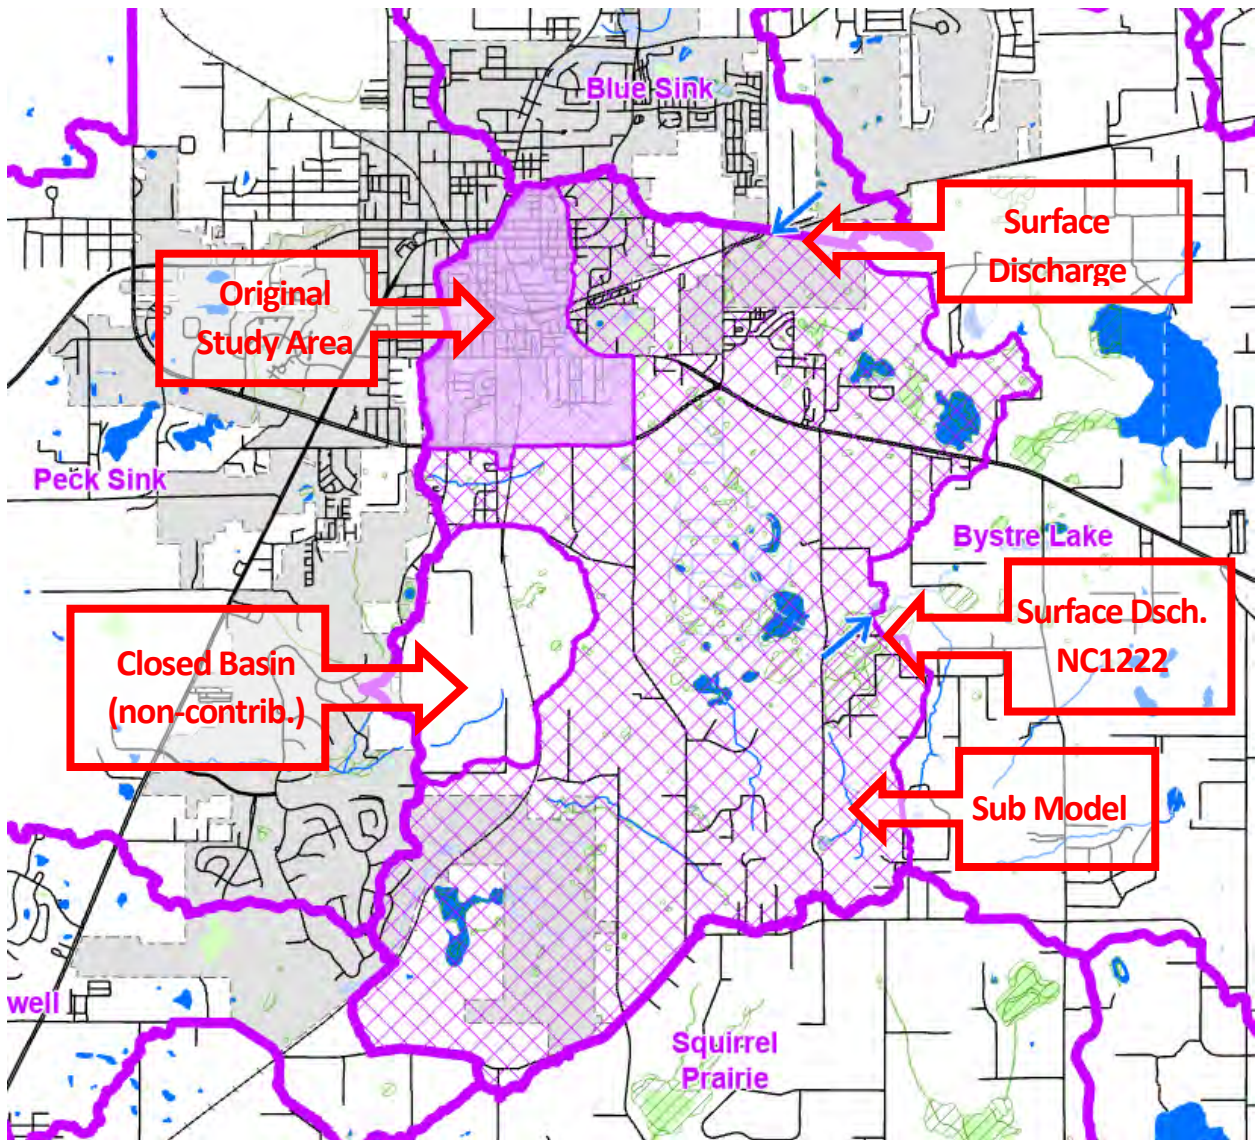 Blue Sink
Surface
Discharge
Original
Study Area
Peck Sink
Bystre Lake
Surface Dsch.
NC1222
Closed Basin
(non-contrib.)
Sub Model
well
Squirrel
Prairie